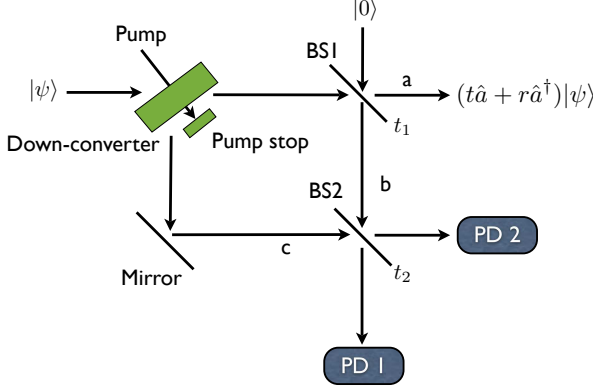 |0⟩
Pump
BS1
a
|ψ⟩
(tâ + râ†)|ψ⟩
t₁
Down-converter
Pump stop
b
BS2
PD 2
c
Mirror
t₂
PD 1